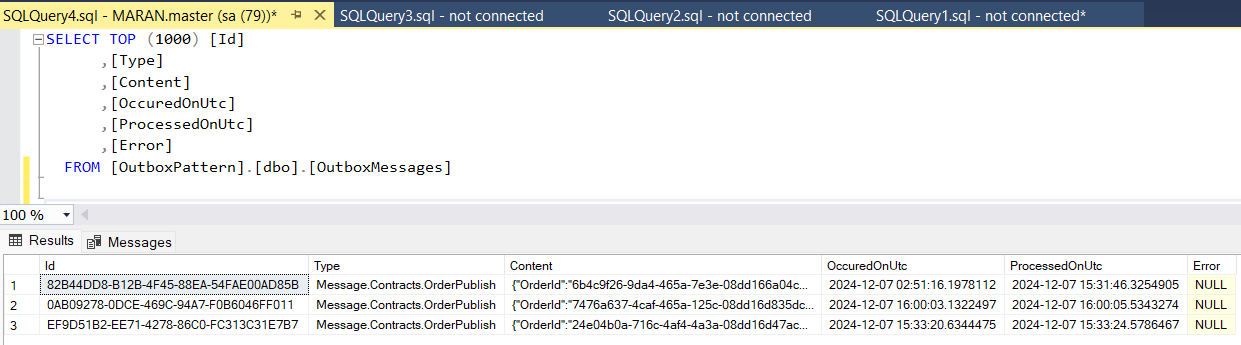 SQLQuery4.sql - MARAN.master (sa (79))* SQLQuery3.sql - not connected SQLQuery2.sql - not connected SQLQuery1.sql - not connected*
SELECT TOP (1000) [Id]
,[Type]
,[Content]
,[OccuredOnUtc]
,[ProcessedOnUtc]
,[Error]
FROM [OutboxPattern].[dbo].[OutboxMessages]
100 %
Results Messages
Id Type Content OccuredOnUtc ProcessedOnUtc Error
1 82B44DD8-B12B-4F45-88EA-54FAE00AD85B Message.Contracts.OrderPublish {"OrderId":"6b4c9f26-9da4-465a-7e3e-08dd166a04c... 2024-12-07 02:51:16.1978112 2024-12-07 15:31:46.3254905 NULL
2 0AB09278-0DCE-469C-94A7-F0B6046FF011 Message.Contracts.OrderPublish {"OrderId":"7476a637-4caf-465a-125c-08dd16d835dc... 2024-12-07 16:00:03.1322497 2024-12-07 16:00:05.5343274 NULL
3 EF9D51B2-EE71-4278-86C0-FC313C31E7B7 Message.Contracts.OrderPublish {"OrderId":"24e04b0a-716c-4af4-4a3a-08dd16d47ac... 2024-12-07 15:33:20.6344475 2024-12-07 15:33:24.5786467 NULL